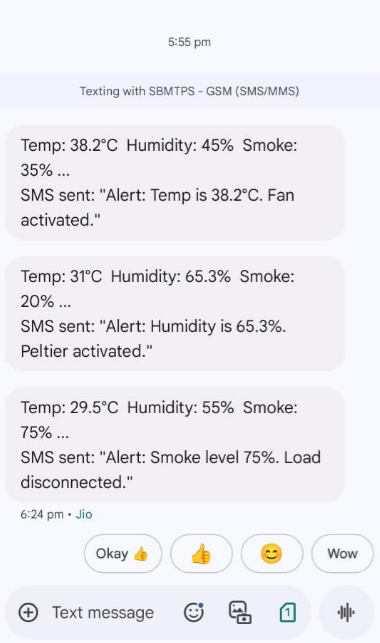 5:55 pm
Texting with SBMTPS - GSM (SMS/MMS)
Temp: 38.2°C  Humidity: 45%  Smoke:
35% ...
SMS sent: "Alert: Temp is 38.2°C. Fan
activated."
Temp: 31°C  Humidity: 65.3%  Smoke:
20% ...
SMS sent: "Alert: Humidity is 65.3%.
Peltier activated."
Temp: 29.5°C  Humidity: 55%  Smoke:
75% ...
SMS sent: "Alert: Smoke level 75%. Load
disconnected."
6:24 pm • Jio
Okay 👍 👍 😊 Wow
Text message 1